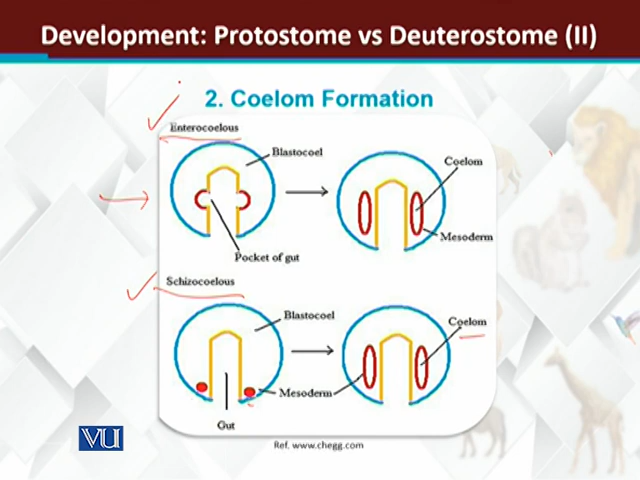 Development: Protostome vs Deuterostome (II)
2. Coelom Formation
Enterocoelous
Blastocoel
Coelom
Mesoderm
Pocket of gut
Schizocoelous
Blastocoel
Coelom
Mesoderm
Gut
VU
Ref. www.chegg.com